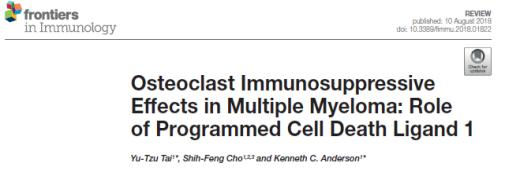 frontiers
in Immunology
REVIEW
published: 10 August 2018
doi: 10.3389/fimmu.2018.01822
Check for
updates
Osteoclast Immunosuppressive
Effects in Multiple Myeloma: Role
of Programmed Cell Death Ligand 1
Yu-Tzu Tai¹*, Shih-Feng Cho¹,²,³ and Kenneth C. Anderson¹*